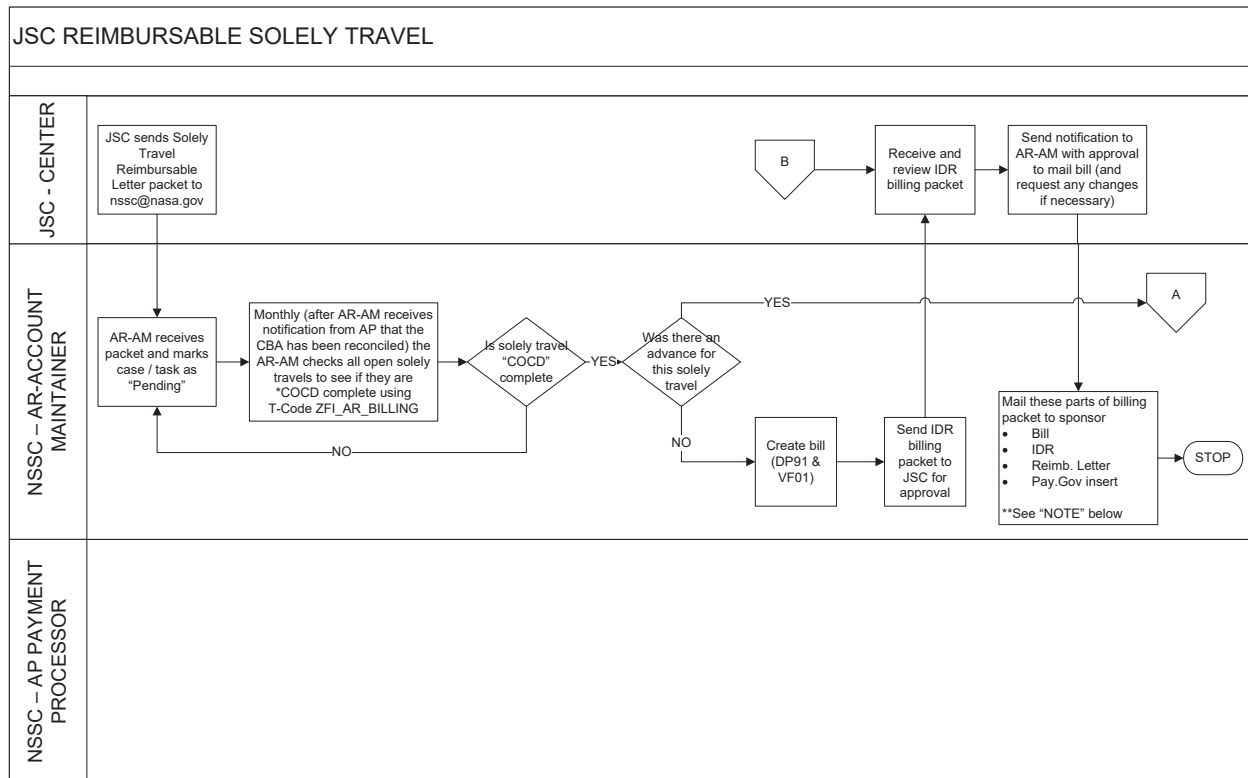 JSC REIMBURSABLE SOLELY TRAVEL
JSC - CENTER
JSC sends Solely
Travel
Reimbursable
Letter packet to
nssc@nasa.gov
B
Receive and
review IDR
billing packet
Send notification to
AR-AM with approval
to mail bill (and
request any changes
if necessary)
NSSC – AR-ACCOUNT
MAINTAINER
AR-AM receives
packet and marks
case / task as
“Pending”
Monthly (after AR-AM receives
notification from AP that the
CBA has been reconciled) the
AR-AM checks all open solely
travels to see if they are
*COCD complete using
T-Code ZFI_AR_BILLING
Is solely travel
“COCD”
complete
NO
YES
Was there an
advance for
this solely
travel
YES
A
NO
Create bill
(DP91 &
VF01)
Send IDR
billing
packet to
JSC for
approval
Mail these parts of billing
packet to sponsor
• Bill
• IDR
• Reimb. Letter
• Pay.Gov insert
**See “NOTE” below
STOP
NSSC – AP PAYMENT
PROCESSOR